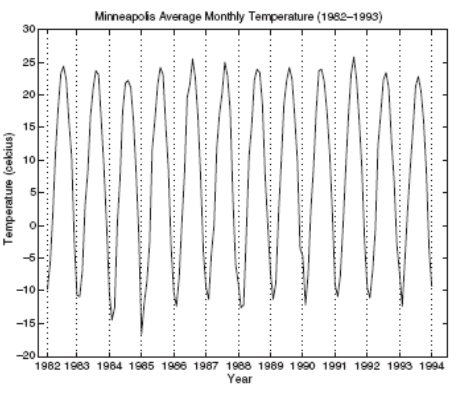 Minneapolis Average Monthly Temperature (1982–1993)
30
25
20
15
10
5
0
−5
−10
−15
−20
Temperature (celcius)
1982 1983 1984 1985 1986 1987 1988 1989 1990 1991 1992 1993 1994
Year